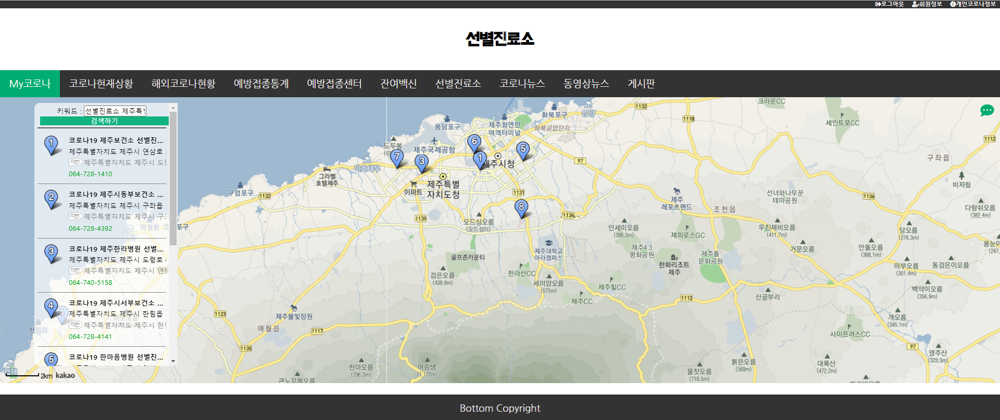 로그아웃 회원정보 개인코로나정보
선별진료소
My코로나 코로나현재상황 해외코로나현황 예방접종통계 예방접종센터 잔여백신 선별진료소 코로나뉴스 동영상뉴스 게시판
키워드 : 선별진료소 제주특
검색하기
1
코로나19 제주보건소 선별진...
제주특별자치도 제주시 연삼로
지번 제주특별자치도 제주시 도
064-728-1410
2
코로나19 제주시동부보건소 ...
제주특별자치도 제주시 구좌읍
지번 제주특별자치도 제주시 구
064-728-4392
3
코로나19 제주한라병원 선별...
제주특별자치도 제주시 도령로
지번 제주특별자치도 제주시 연
064-740-5158
4
코로나19 제주시서부보건소 ...
제주특별자치도 제주시 한림읍
지번 제주특별자치도 제주시 한
064-728-4141
5
코로나19 한마음병원 선별진...
크라운CC
삼양
1132
화북포구
1118
세인트포CC
용담포구
제주항연안
여객터미널
화북공업단지
1112
도두봉
제주국제공항
6
5
7
3
1
97
구좌읍
이호테우
제주시청
그라벨
호텔제주
비자림
제주특별
자치도청
이마트
구엄포구
1132
1131
제주
레포츠랜드
선녀와나무꾼
테마공원
1136
8
다랑쉬오름
(382.4m)
조천읍
1139
1136
오드싱오름
(오드싱이)
애월항
포구
안세미오름
(396.3m)
제피로스GC
우진제비오름
(411.7m)
당오름
(276.3m)
거문오름
안돌오름
(368.1m)
용눈이
(247.
제주대학교
아라캠퍼스
제주4.3
평화공원
골프존카운티
제주돌
문화공원
한화리조트
제주
아부오름
(301.4m)
동검은이오름
검은오름
(438.8m)
한라산CC
세미양오름
(575m)
제주힐CC
백약이오름
(356.9m)
산굼부리
제주CC
1112
제주불빛정원
1123
개오름
(345.1m)
한림항
애월읍
1117
사이프러스CC
1135
97
영주산
(323.3m)
천아오름
(796.3m)
어승생
(1,172m)
붉은오름
(569m)
대록산
(472.2m)
물찻오름
(718.5m)
큰노꼬메오름
2km kakao
Bottom Copyright